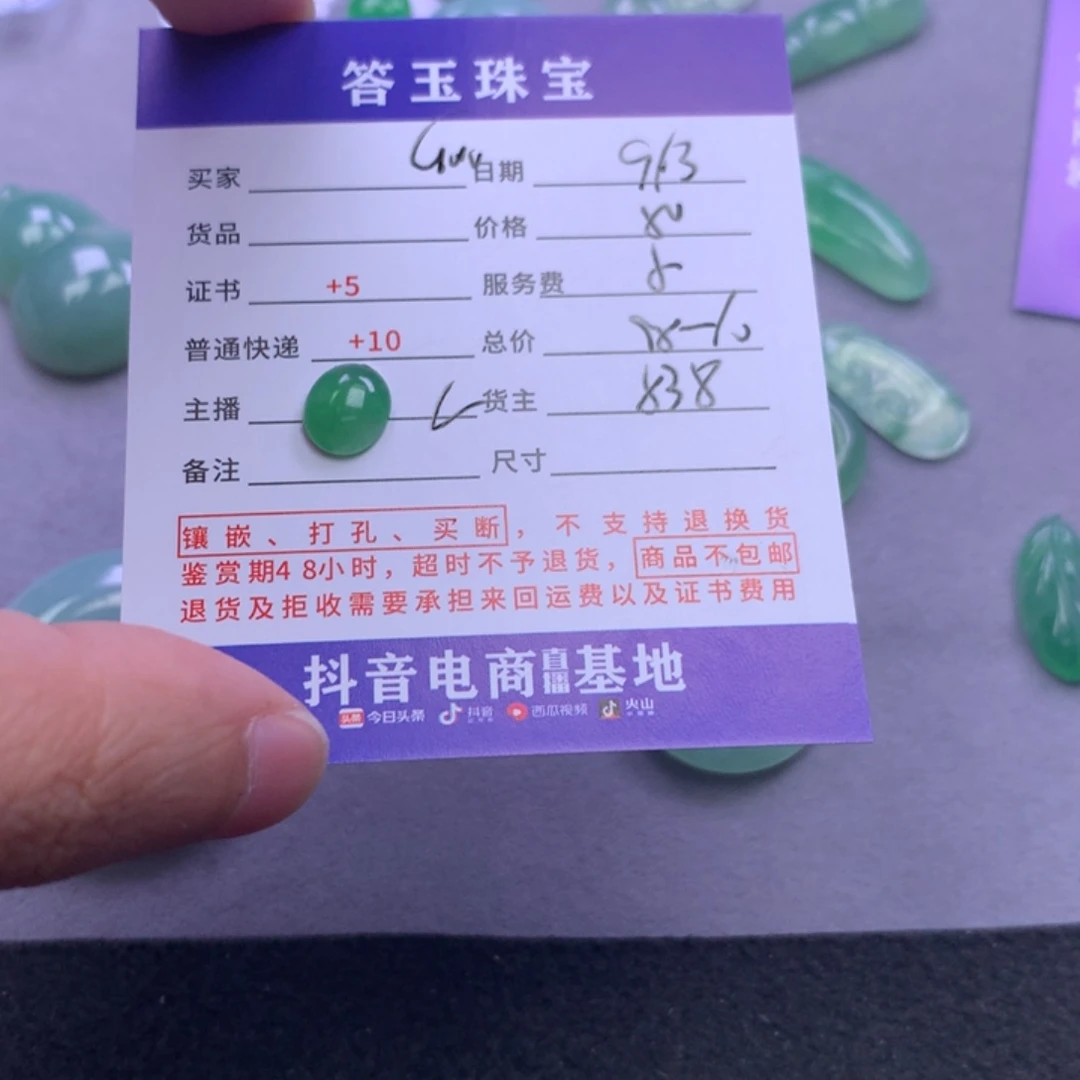 答玉珠宝
买家 日期 9/13
货品 价格 80
证书 +5 服务费 8
普通快递 +10 总价
主播 货主 838
备注 尺寸
镶嵌、打孔、买断,不支持退换货
鉴赏期48小时,超时不予退货,商品不包邮
退货及拒收需要承担来回运费以及证书费用
抖音电商直播基地
头条 今日头条 抖音 西瓜视频 火山